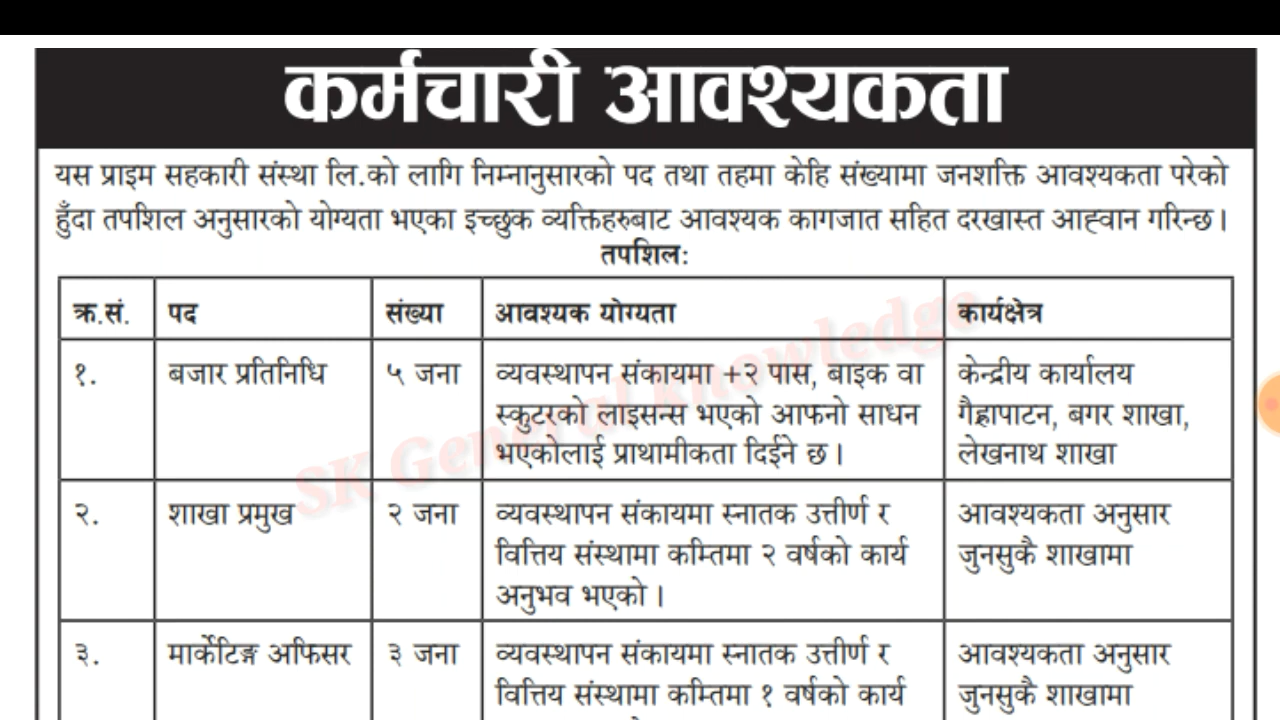 कर्मचारी आवश्यकता
यस प्राइम सहकारी संस्था लि.को लागि निम्नानुसारको पद तथा तहमा केहि संख्यामा जनशक्ति आवश्यकता परेको
हुँदा तपशिल अनुसारको योग्यता भएका इच्छुक व्यक्तिहरुबाट आवश्यक कागजात सहित दरखास्त आह्वान गरिन्छ।
तपशिल:
क्र.सं. पद संख्या आवश्यक योग्यता कार्यक्षेत्र
१. बजार प्रतिनिधि ५ जना व्यवस्थापन संकायमा +२ पास, बाइक वा केन्द्रीय कार्यालय
स्कुटरको लाइसन्स भएको आफनो साधन गैह्रापाटन, बगर शाखा,
भएकोलाई प्राथामीकता दिईने छ। लेखनाथ शाखा
२. शाखा प्रमुख २ जना व्यवस्थापन संकायमा स्नातक उत्तीर्ण र आवश्यकता अनुसार
वित्तिय संस्थामा कम्तिमा २ वर्षको कार्य जुनसुकै शाखामा
अनुभव भएको।
३. मार्केटिङ्ग अफिसर ३ जना व्यवस्थापन संकायमा स्नातक उत्तीर्ण र आवश्यकता अनुसार
वित्तिय संस्थामा कम्तिमा १ वर्षको कार्य जुनसुकै शाखामा
SK General knowledge